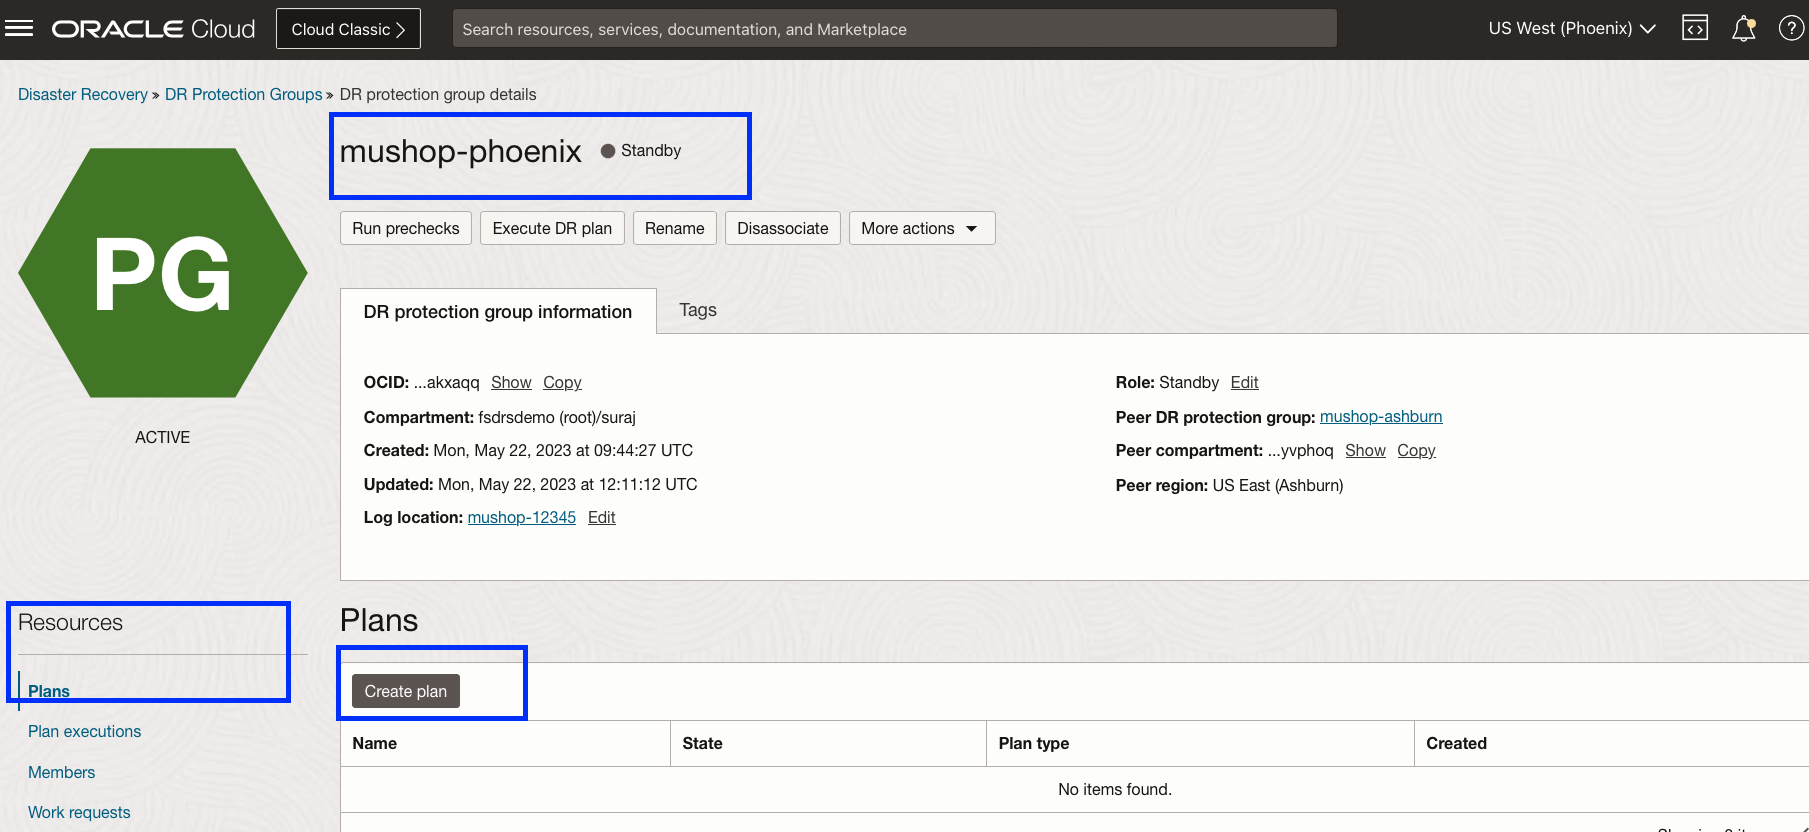 ORACLE Cloud Cloud Classic Search resources, services, documentation, and Marketplace US West (Phoenix)
Disaster Recovery » DR Protection Groups » DR protection group details
mushop-phoenix Standby
Run prechecks Execute DR plan Rename Disassociate More actions
PG
ACTIVE
DR protection group information Tags
OCID: ...akxaqq Show Copy
Compartment: fsdrsdemo (root)/suraj
Created: Mon, May 22, 2023 at 09:44:27 UTC
Updated: Mon, May 22, 2023 at 12:11:12 UTC
Log location: mushop-12345 Edit
Role: Standby Edit
Peer DR protection group: mushop-ashburn
Peer compartment: ...yvphoq Show Copy
Peer region: US East (Ashburn)
Resources
Plans
Plan executions
Members
Work requests
Plans
Create plan
Name State Plan type Created
No items found.